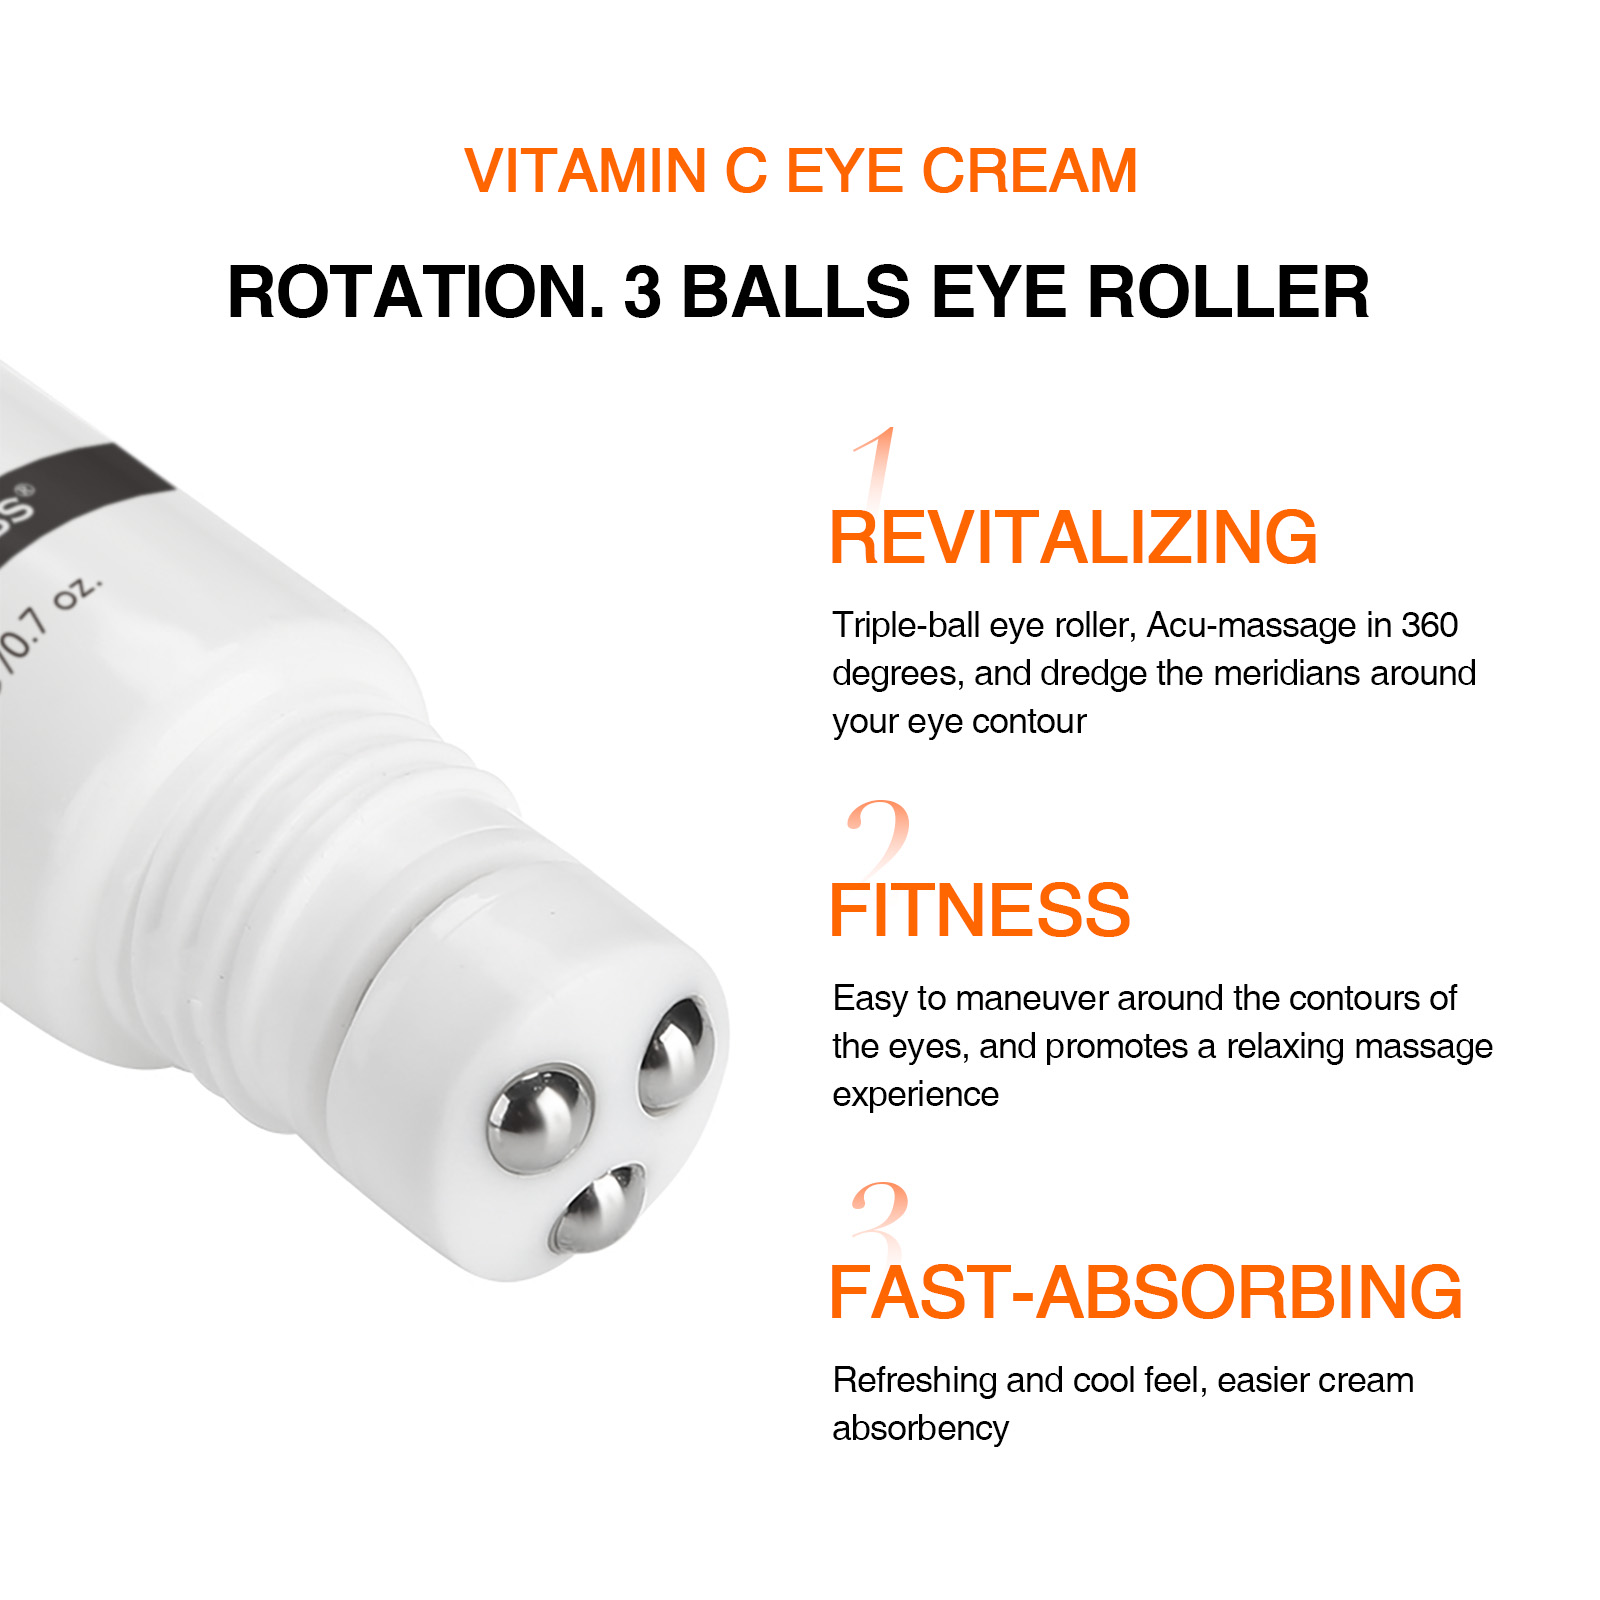 VITAMIN C EYE CREAM
ROTATION. 3 BALLS EYE ROLLER
1
REVITALIZING
Triple-ball eye roller, Acu-massage in 360
degrees, and dredge the meridians around
your eye contour
2
FITNESS
Easy to maneuver around the contours of
the eyes, and promotes a relaxing massage
experience
3
FAST-ABSORBING
Refreshing and cool feel, easier cream
absorbency
/0.7 oz.